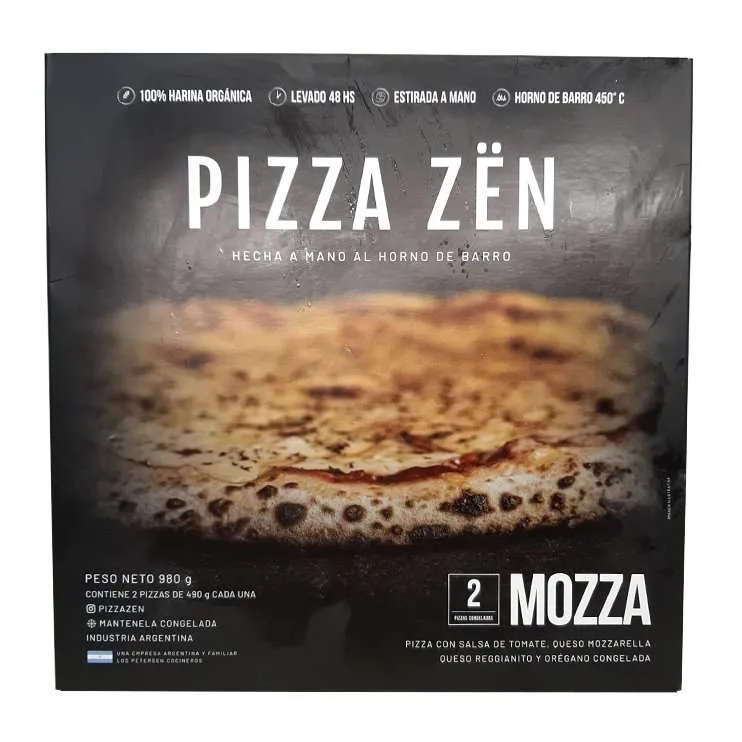 100% HARINA ORGÁNICA LEVADO 48 HS ESTIRADA A MANO HORNO DE BARRO 450° C
PIZZA ZËN
HECHA A MANO AL HORNO DE BARRO
PESO NETO 980 g
CONTIENE 2 PIZZAS DE 490 g CADA UNA
PIZZAZEN
MANTENELA CONGELADA
INDUSTRIA ARGENTINA
UNA EMPRESA ARGENTINA Y FAMILIAR
LOS PETERSEN COCINEROS
2
PIZZAS CONGELADAS
MOZZA
PIZZA CON SALSA DE TOMATE, QUESO MOZZARELLA
QUESO REGGIANITO Y ORÉGANO CONGELADA